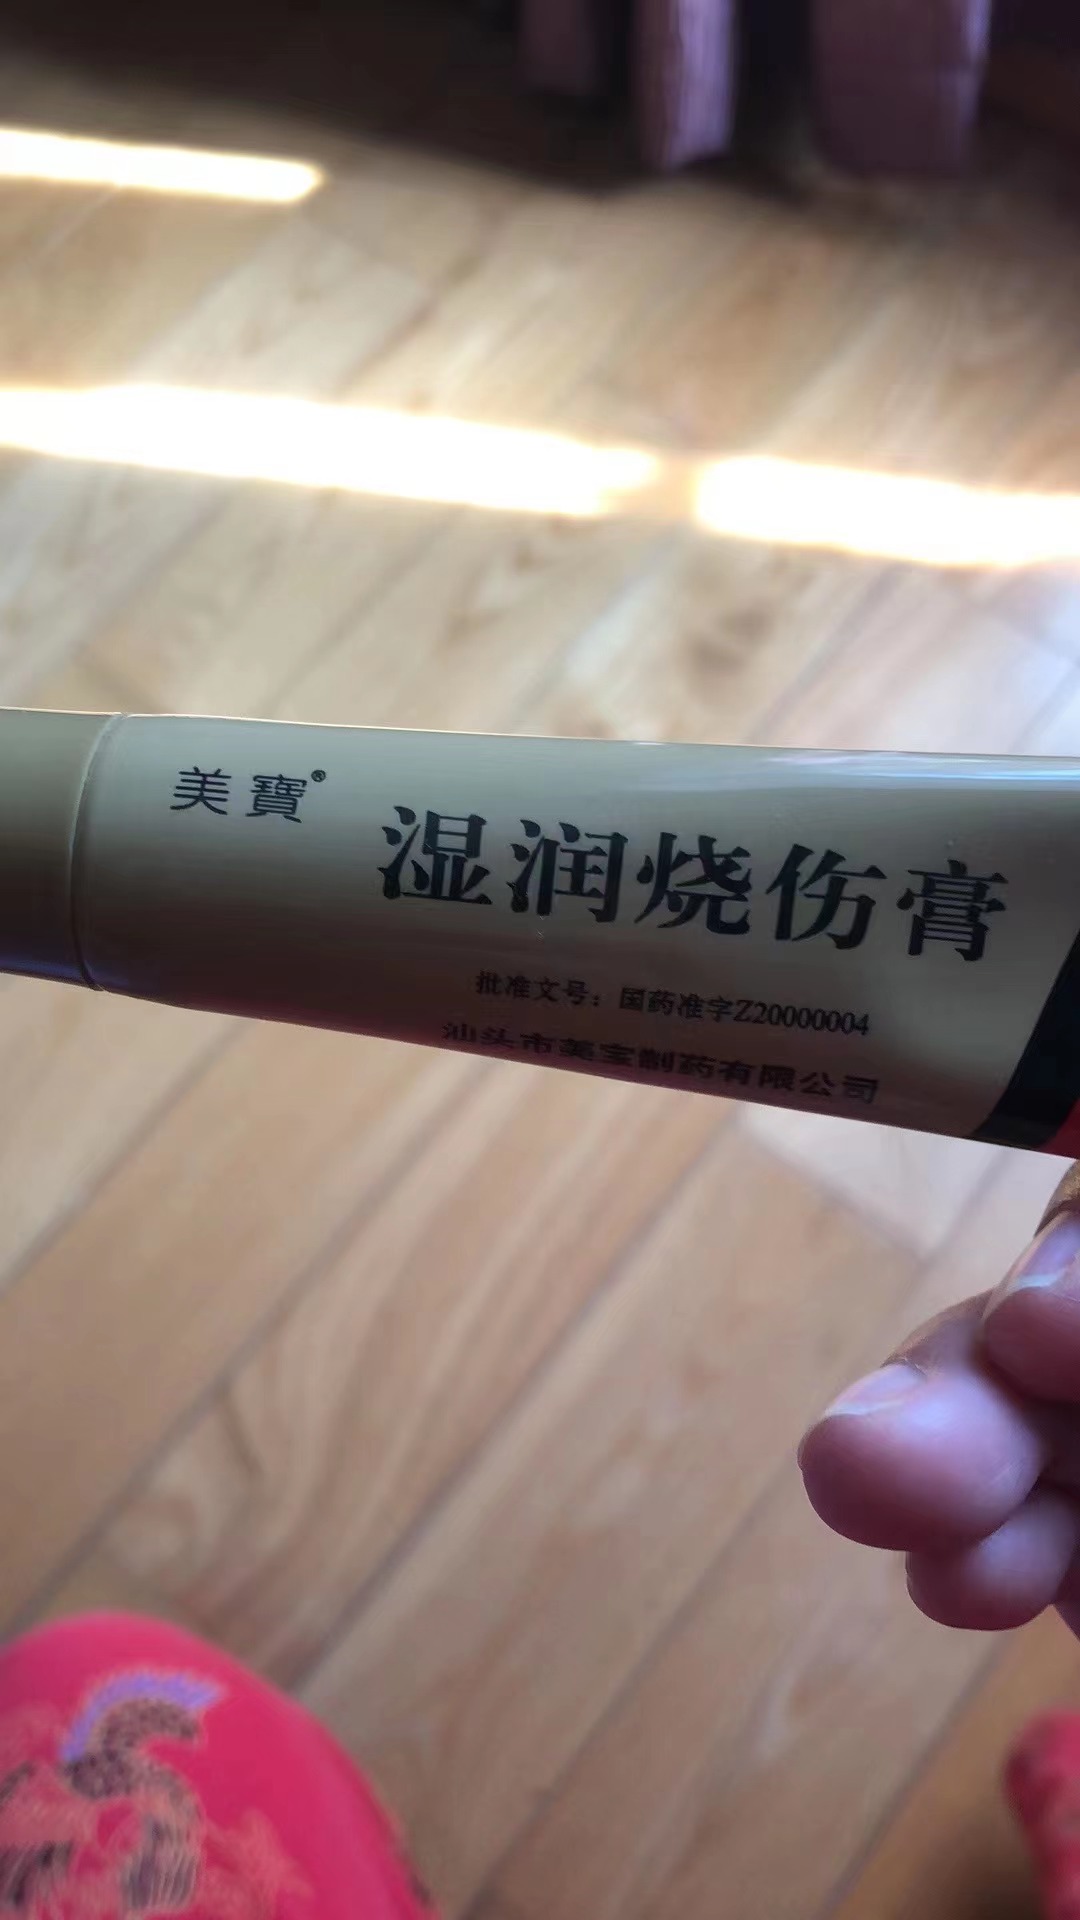 美寶®
湿润烧伤膏
批准文号：国药准字Z20000004
汕头市美宝制药有限公司